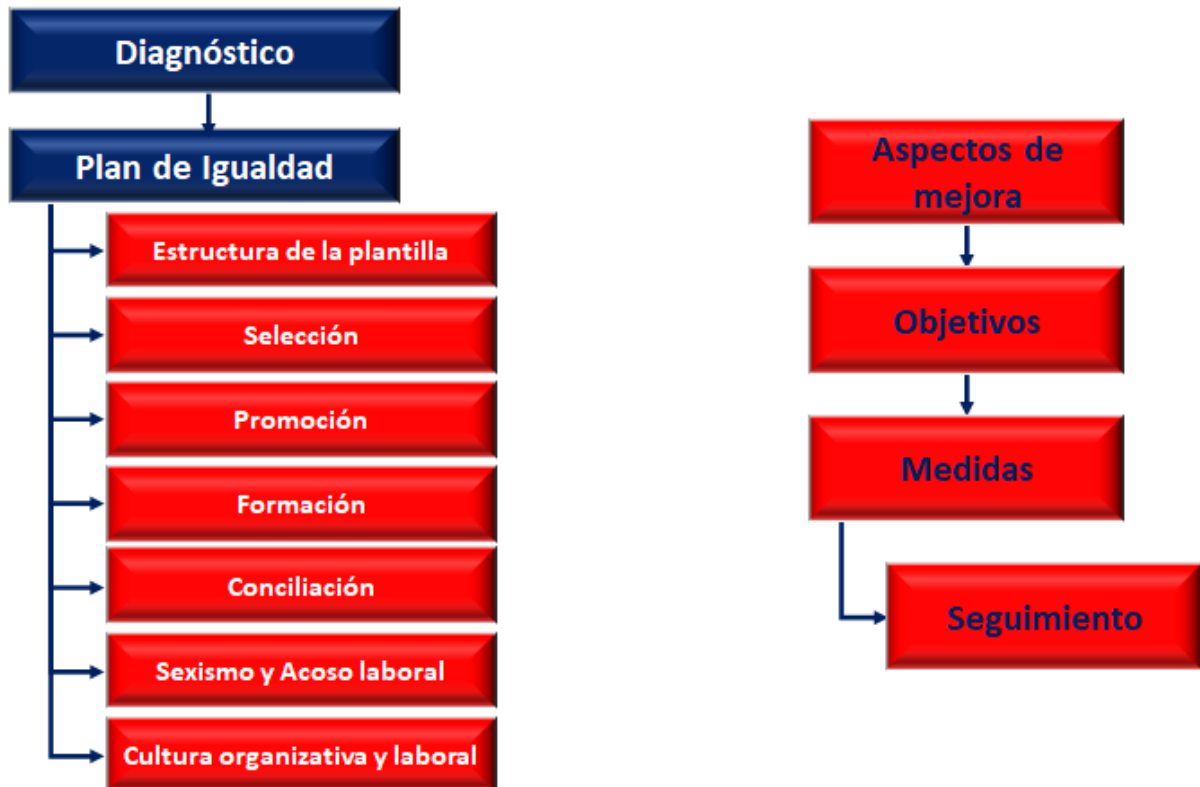 Diagnóstico
Plan de Igualdad
Estructura de la plantilla
Selección
Promoción
Formación
Conciliación
Sexismo y Acoso laboral
Cultura organizativa y laboral
Aspectos de
mejora
Objetivos
Medidas
Seguimiento